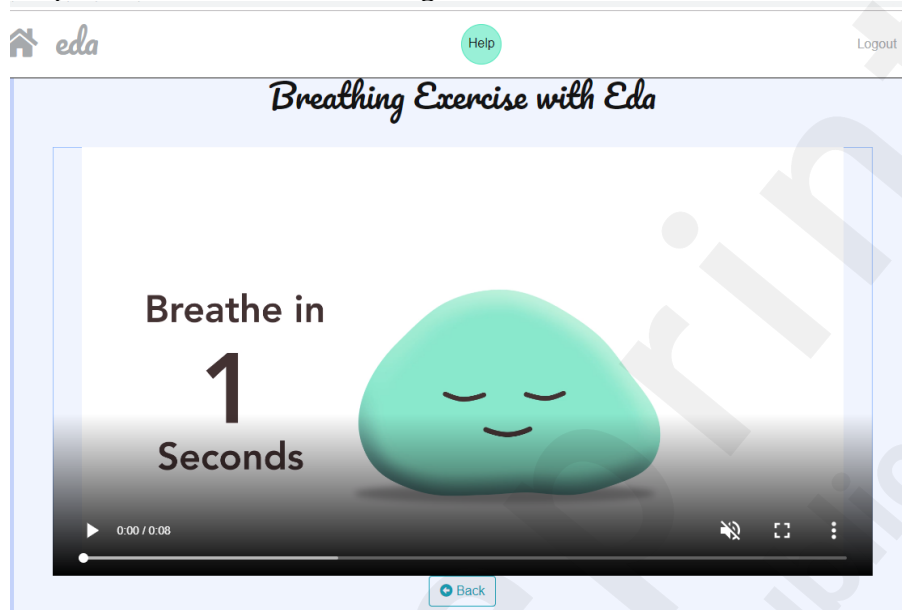 eda
Help
Logout
Breathing Exercise with Eda
Breathe in
1
Seconds
0:00 / 0:08
Back